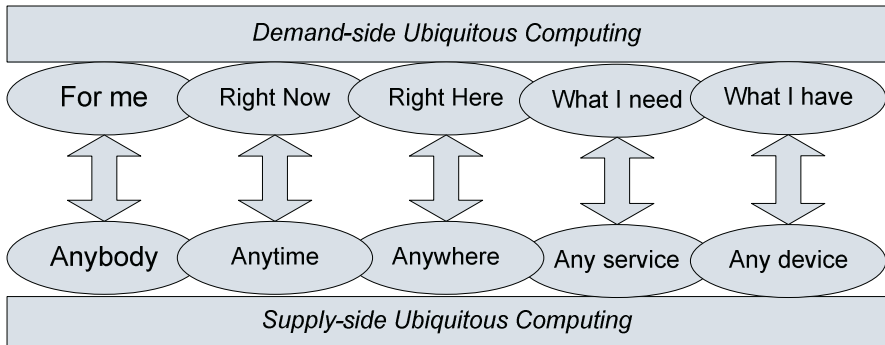 Demand-side Ubiquitous Computing
For me Right Now Right Here What I need What I have
Anybody Anytime Anywhere Any service Any device
Supply-side Ubiquitous Computing